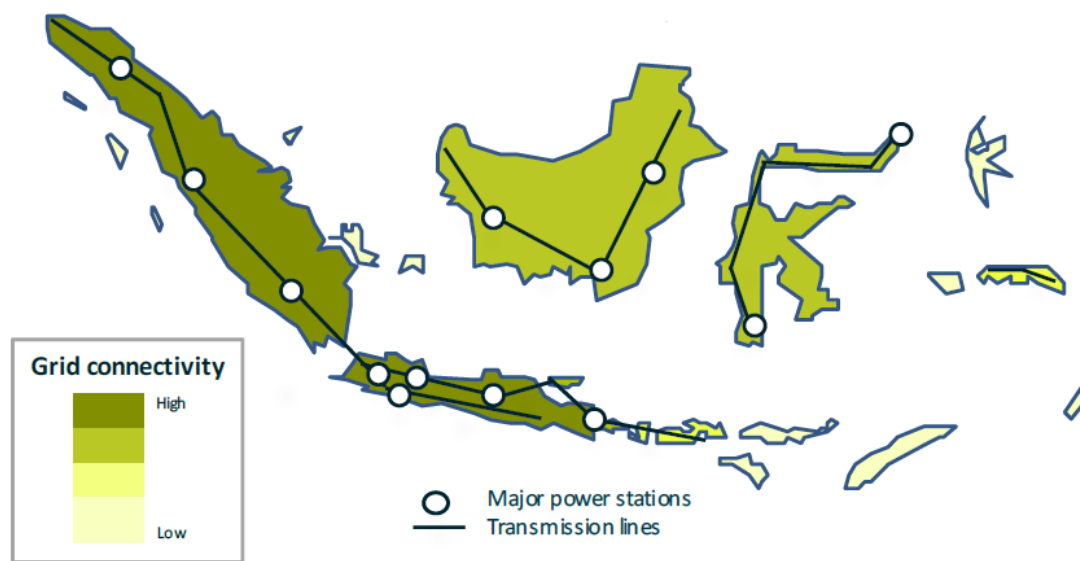 Grid connectivity
High
Low
Major power stations
Transmission lines